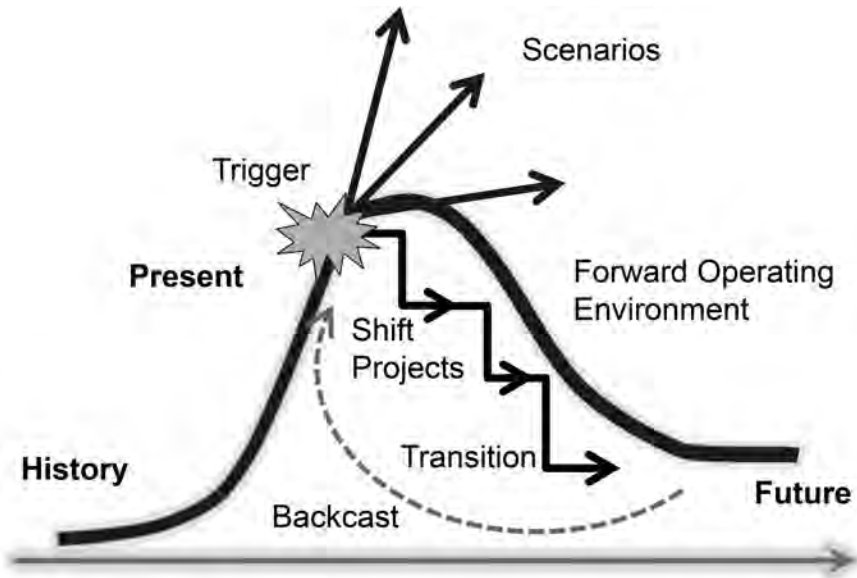 Scenarios
Trigger
Present
Forward Operating
Environment
Shift
Projects
History
Transition
Future
Backcast